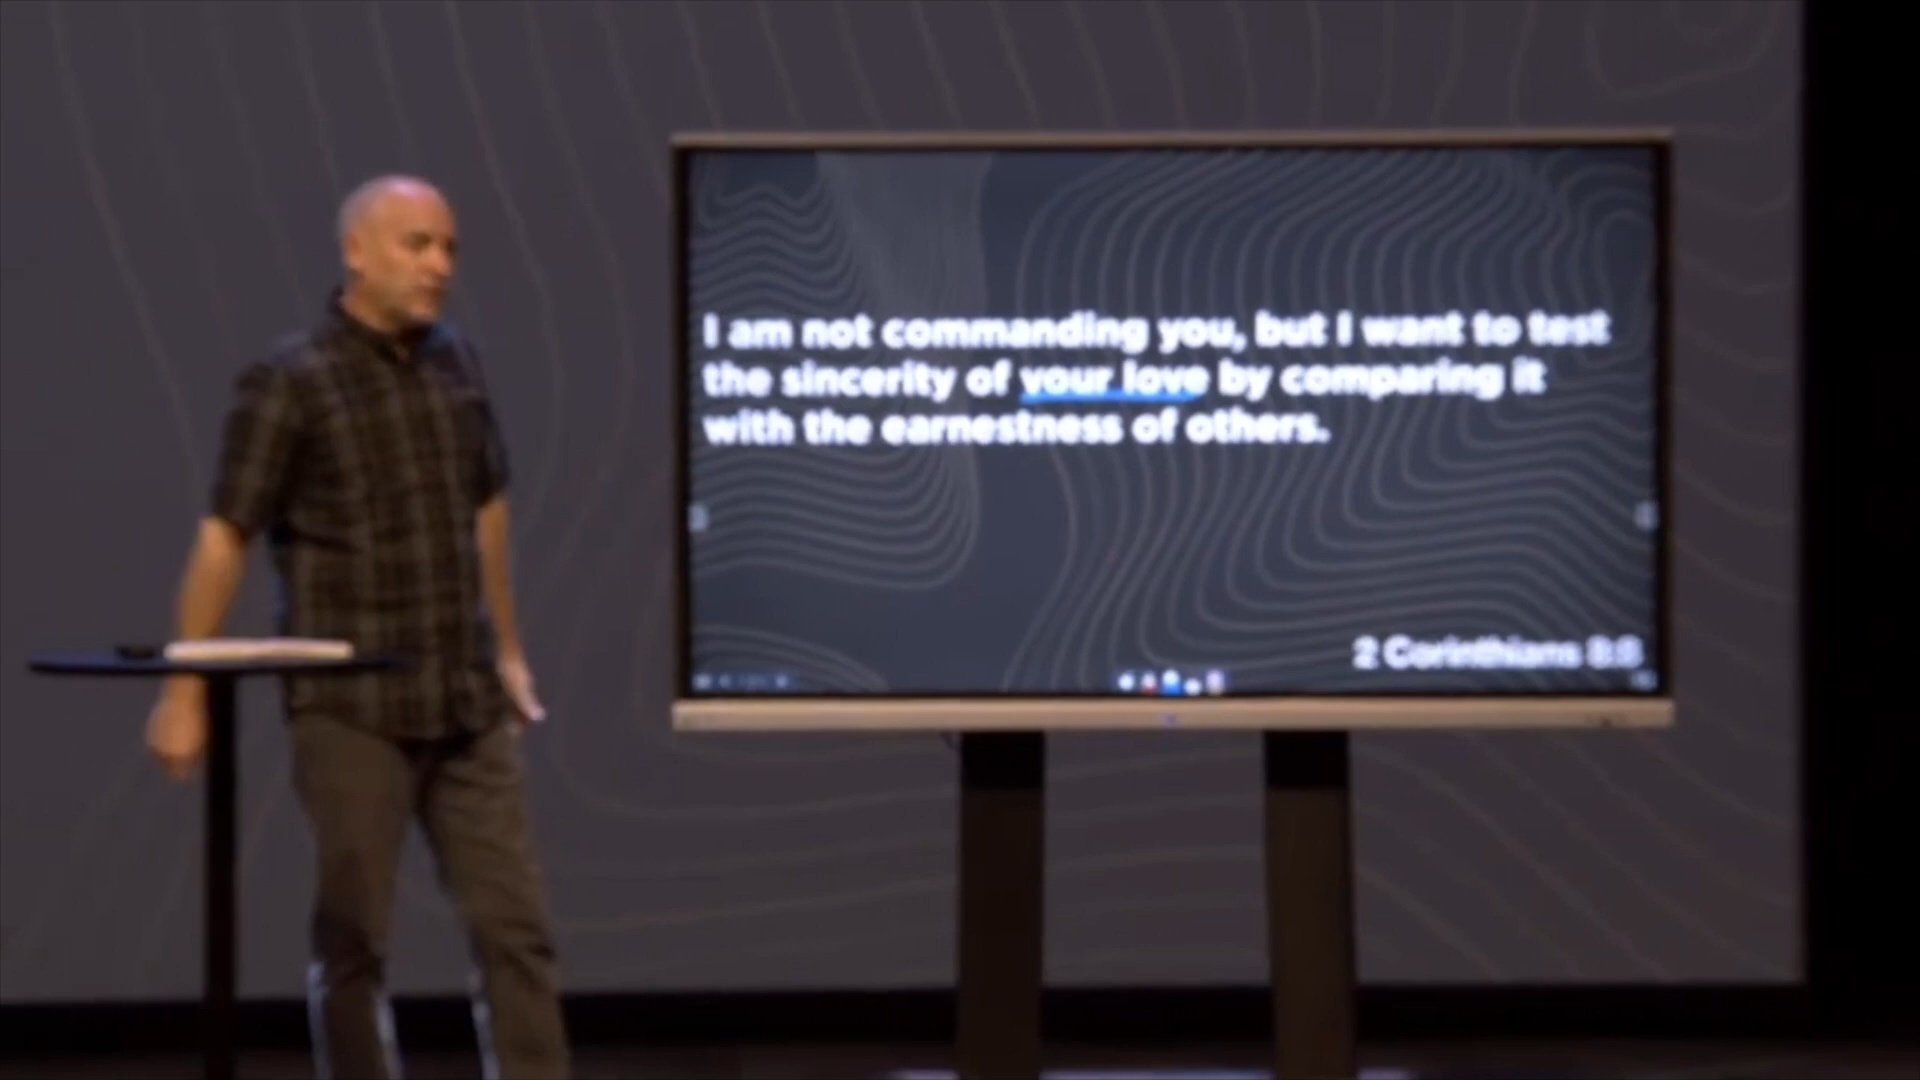 I am not commanding you, but I want to test
the sincerity of your love by comparing it
with the earnestness of others.
2 Corinthians 8:8